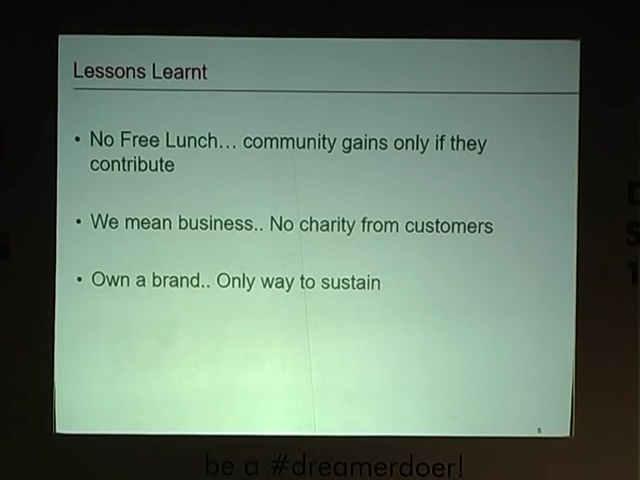 Lessons Learnt
• No Free Lunch... community gains only if they
contribute
• We mean business.. No charity from customers
• Own a brand.. Only way to sustain
be a #dreamerdoer!